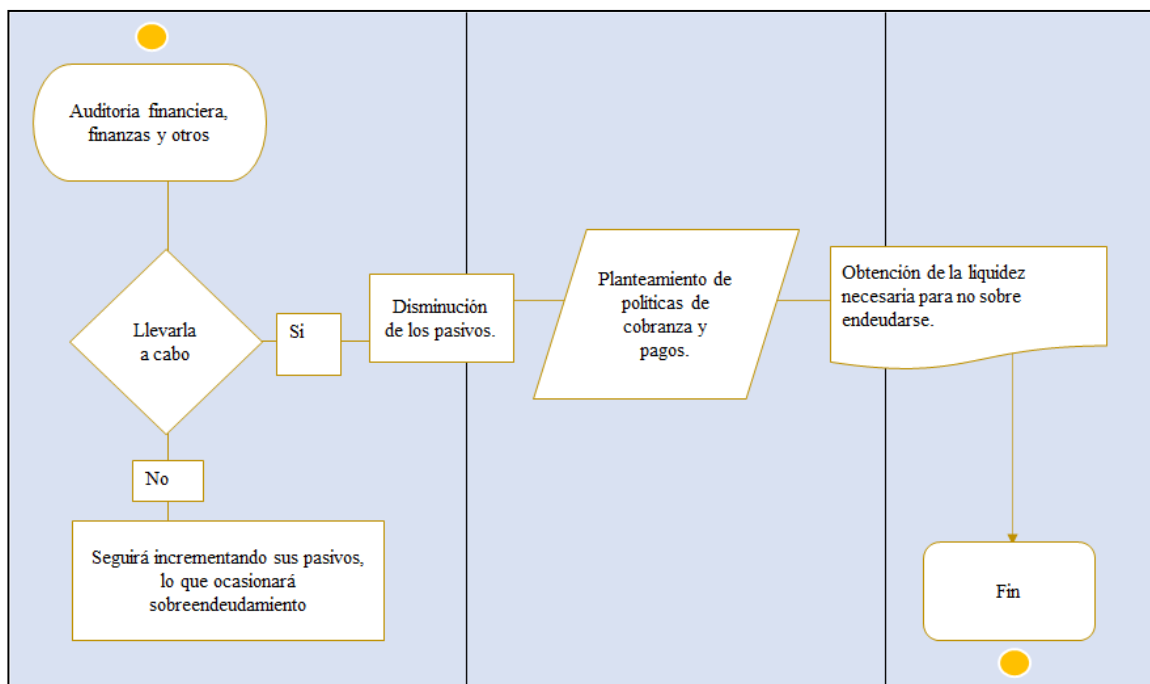 Auditoria financiera,
finanzas y otros
Llevarla
a cabo
Si
Disminución
de los pasivos.
Planteamiento de
políticas de
cobranza y
pagos.
Obtención de la liquidez
necesaria para no sobre
endeudarse.
No
Seguirá incrementando sus pasivos,
lo que ocasionará
sobreendeudamiento
Fin